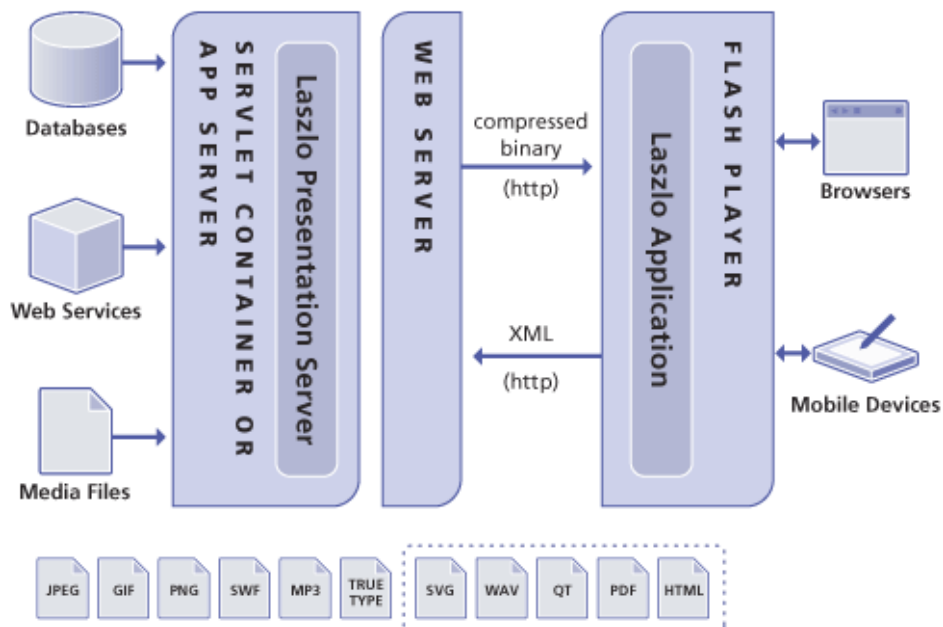 Databases
Web Services
Media Files
SERVLET CONTAINER OR
APP SERVER
Laszlo Presentation Server
WEB SERVER
compressed
binary
(http)
XML
(http)
Laszlo Application
FLASH PLAYER
Browsers
Mobile Devices
JPEG
GIF
PNG
SWF
MP3
TRUE
TYPE
SVG
WAV
QT
PDF
HTML